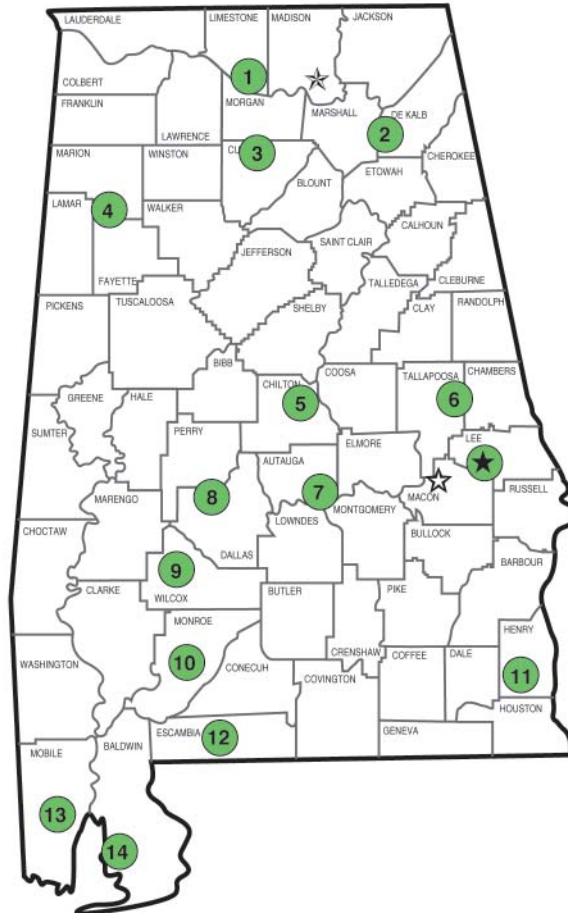 LAUDERDALE
LIMESTONE
MADISON
JACKSON
1
COLBERT
FRANKLIN
MORGAN
MARSHALL
2
DE KALB
LAWRENCE
3
CL
MARION
WINSTON
CHEROKEE
ETOWAH
BLOUNT
4
LAMAR
WALKER
CALHOUN
SAINT CLAIR
JEFFERSON
FAYETTE
TALLEDEGA
CLEBURNE
PICKENS
TUSCALOOSA
SHELBY
CLAY
RANDOLPH
BIBB
COOSA
CHILTON
TALLAPOOSA
CHAMBERS
5
6
GREENE
HALE
SUMTER
PERRY
ELMORE
LEE
AUTAUGA
8
7
MARENGO
MACON
RUSSELL
MONTGOMERY
LOWNDES
CHOCTAW
BULLOCK
DALLAS
BARBOUR
9
CLARKE
WILCOX
BUTLER
PIKE
MONROE
HENRY
10
CRENSHAW
COFFEE
DALE
WASHINGTON
CONECUH
COVINGTON
11
HOUSTON
ESCAMBIA
12
GENEVA
MOBILE
BALDWIN
13
14